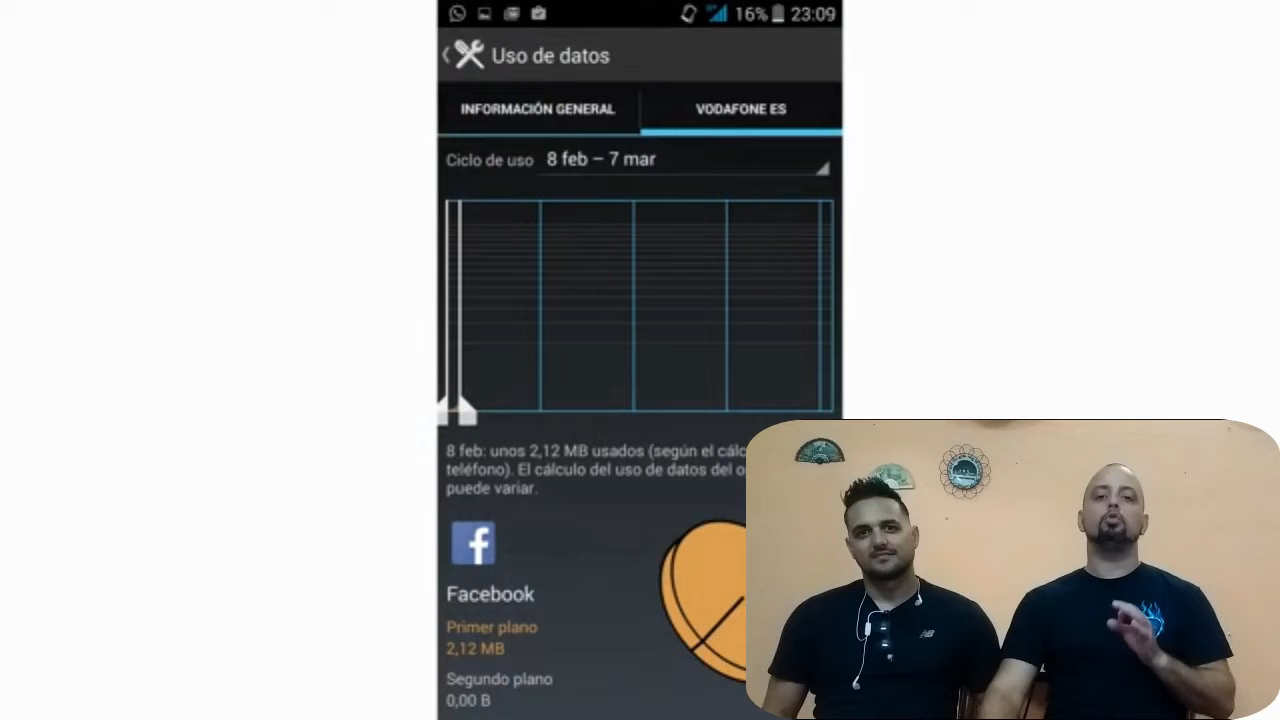 16% 23:09
Uso de datos
INFORMACIÓN GENERAL
VODAFONE ES
Ciclo de uso 8 feb – 7 mar
8 feb: unos 2,12 MB usados (según el
teléfono). El cálculo del uso de datos del
puede variar.
Facebook
Primer plano
2,12 MB
Segundo plano
0,00 B